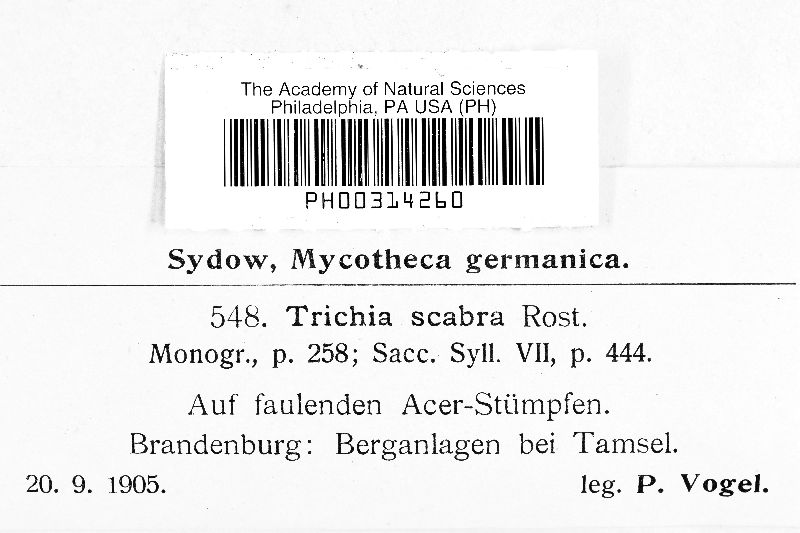 The Academy of Natural Sciences
Philadelphia, PA USA (PH)
PH00314260
Sydow, Mycotheca germanica.
548. Trichia scabra Rost.
Monogr., p. 258; Sacc. Syll. VII, p. 444.
Auf faulenden Acer-Stümpfen.
Brandenburg: Berganlagen bei Tamsel.
20. 9. 1905. leg. P. Vogel.